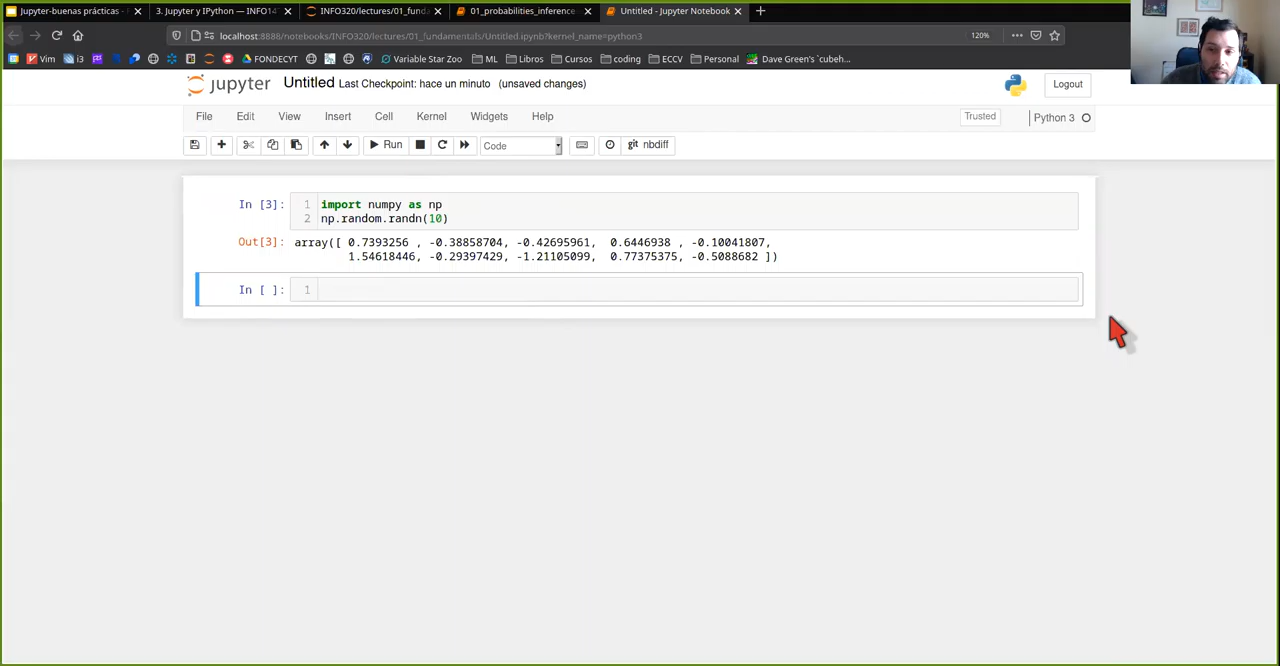 Jupyter-buenas prácticas - F
3. Jupyter y IPython — INFO14
INFO320/lectures/01_funda
01_probabilities_inference
Untitled - Jupyter Notebook
localhost:8888/notebooks/INFO320/lectures/01_fundamentals/Untitled.ipynb?kernel_name=python3
120%
Vim
i3
FONDECYT
Variable Star Zoo
ML
Libros
Cursos
coding
ECCV
Personal
Dave Green's `cubeh...
jupyter Untitled Last Checkpoint: hace un minuto (unsaved changes)
Logout
File Edit View Insert Cell Kernel Widgets Help
Trusted
Python 3
Run
Code
git nbdiff
In [3]:
1 import numpy as np
2 np.random.randn(10)
Out[3]: array([ 0.7393256 , -0.38858704, -0.42695961, 0.6446938 , -0.10041807,
1.54618446, -0.29397429, -1.21105099, 0.77375375, -0.5088682 ])
In [ ]: 1